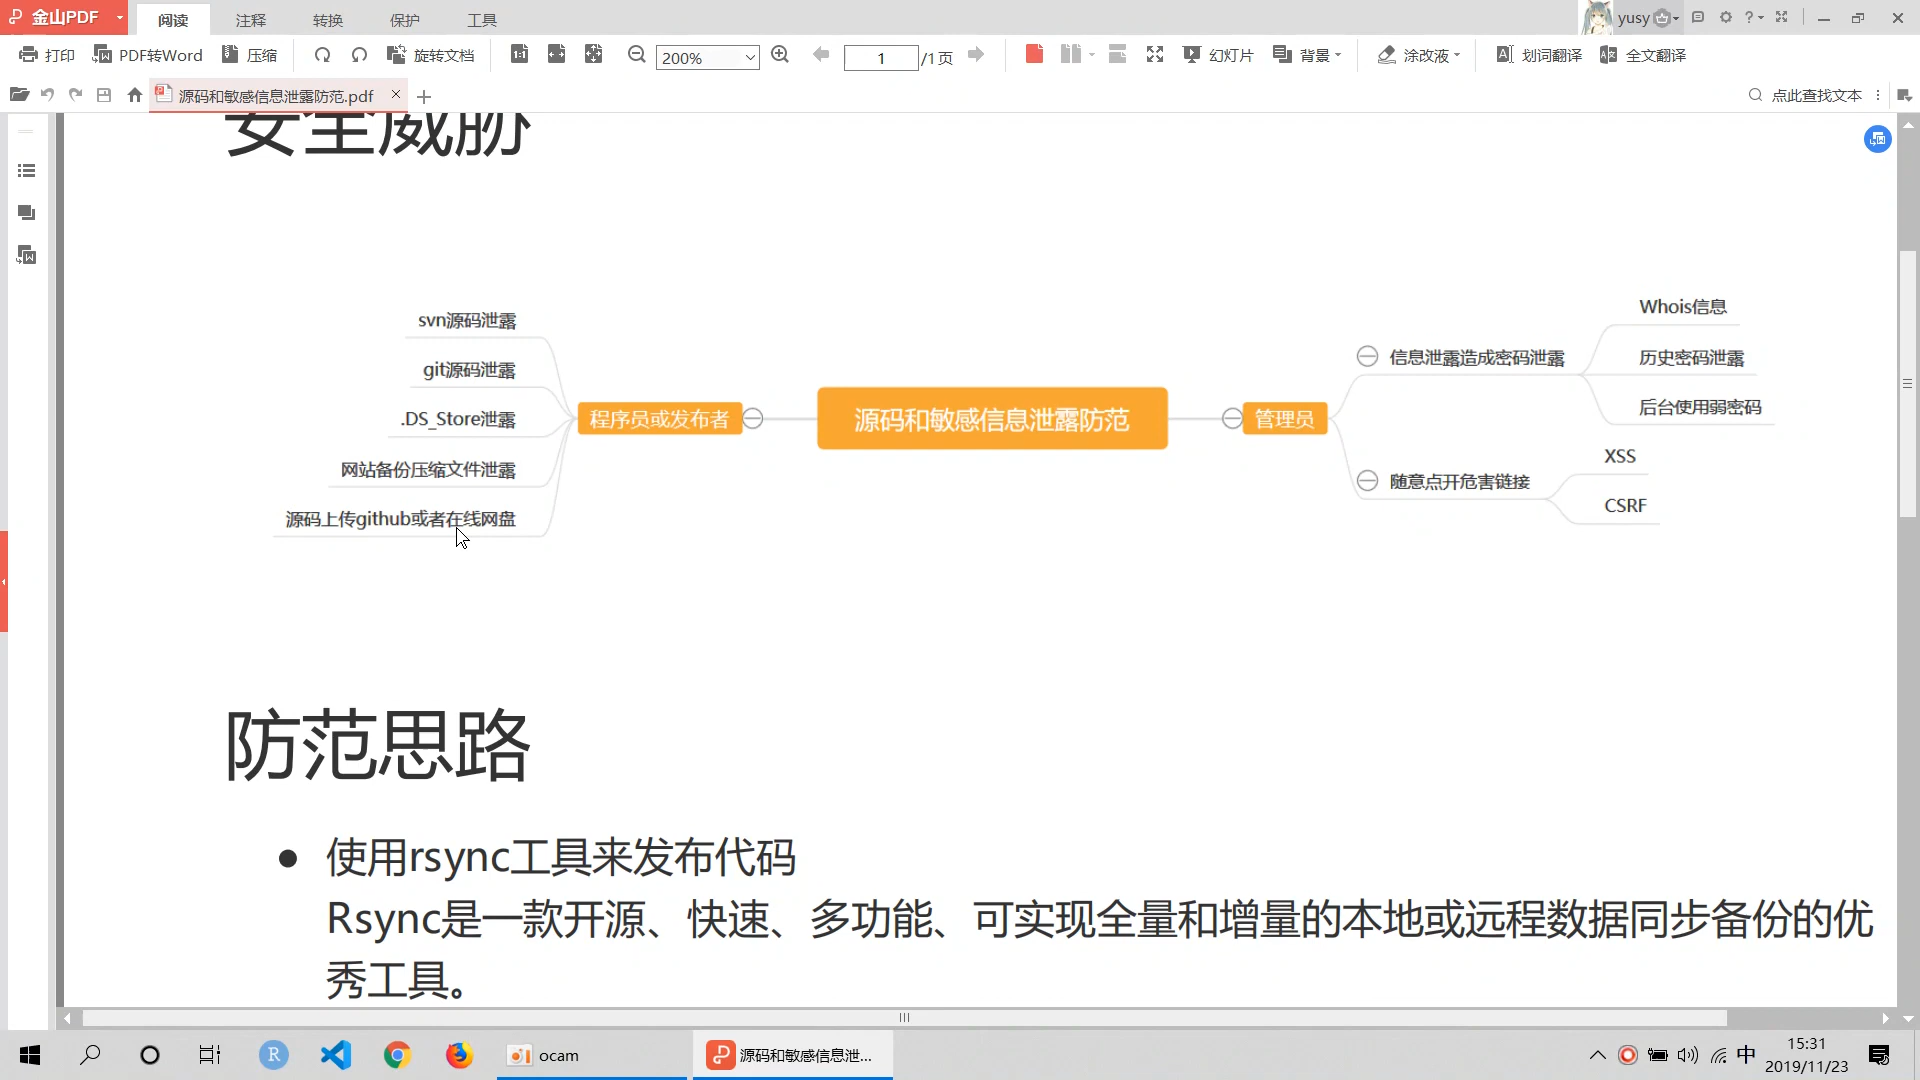 金山PDF
阅读
注释
转换
保护
工具
yusy
打印
PDF转Word
压缩
旋转文档
200%
1
/1页
幻灯片
背景
涂改液
划词翻译
全文翻译
源码和敏感信息泄露防范.pdf
点此查找文本
安全威胁
svn源码泄露
git源码泄露
.DS_Store泄露
网站备份压缩文件泄露
源码上传github或者在线网盘
程序员或发布者
源码和敏感信息泄露防范
管理员
信息泄露造成密码泄露
Whois信息
历史密码泄露
后台使用弱密码
随意点开危害链接
XSS
CSRF
防范思路
使用rsync工具来发布代码
Rsync是一款开源、快速、多功能、可实现全量和增量的本地或远程数据同步备份的优
秀工具。
ocam
源码和敏感信息泄...
中
15:31
2019/11/23